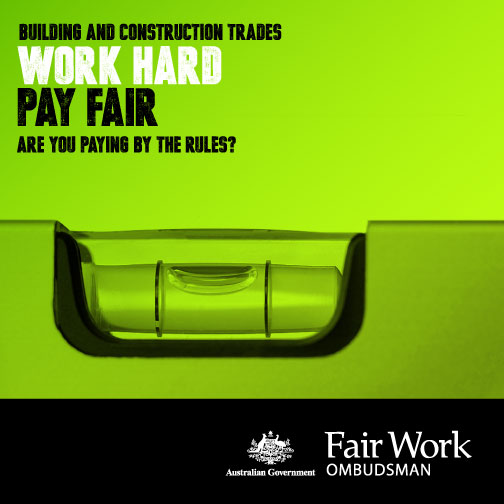 BUILDING AND CONSTRUCTION TRADES
WORK HARD
PAY FAIR
ARE YOU PAYING BY THE RULES?
Australian Government
Fair Work
OMBUDSMAN